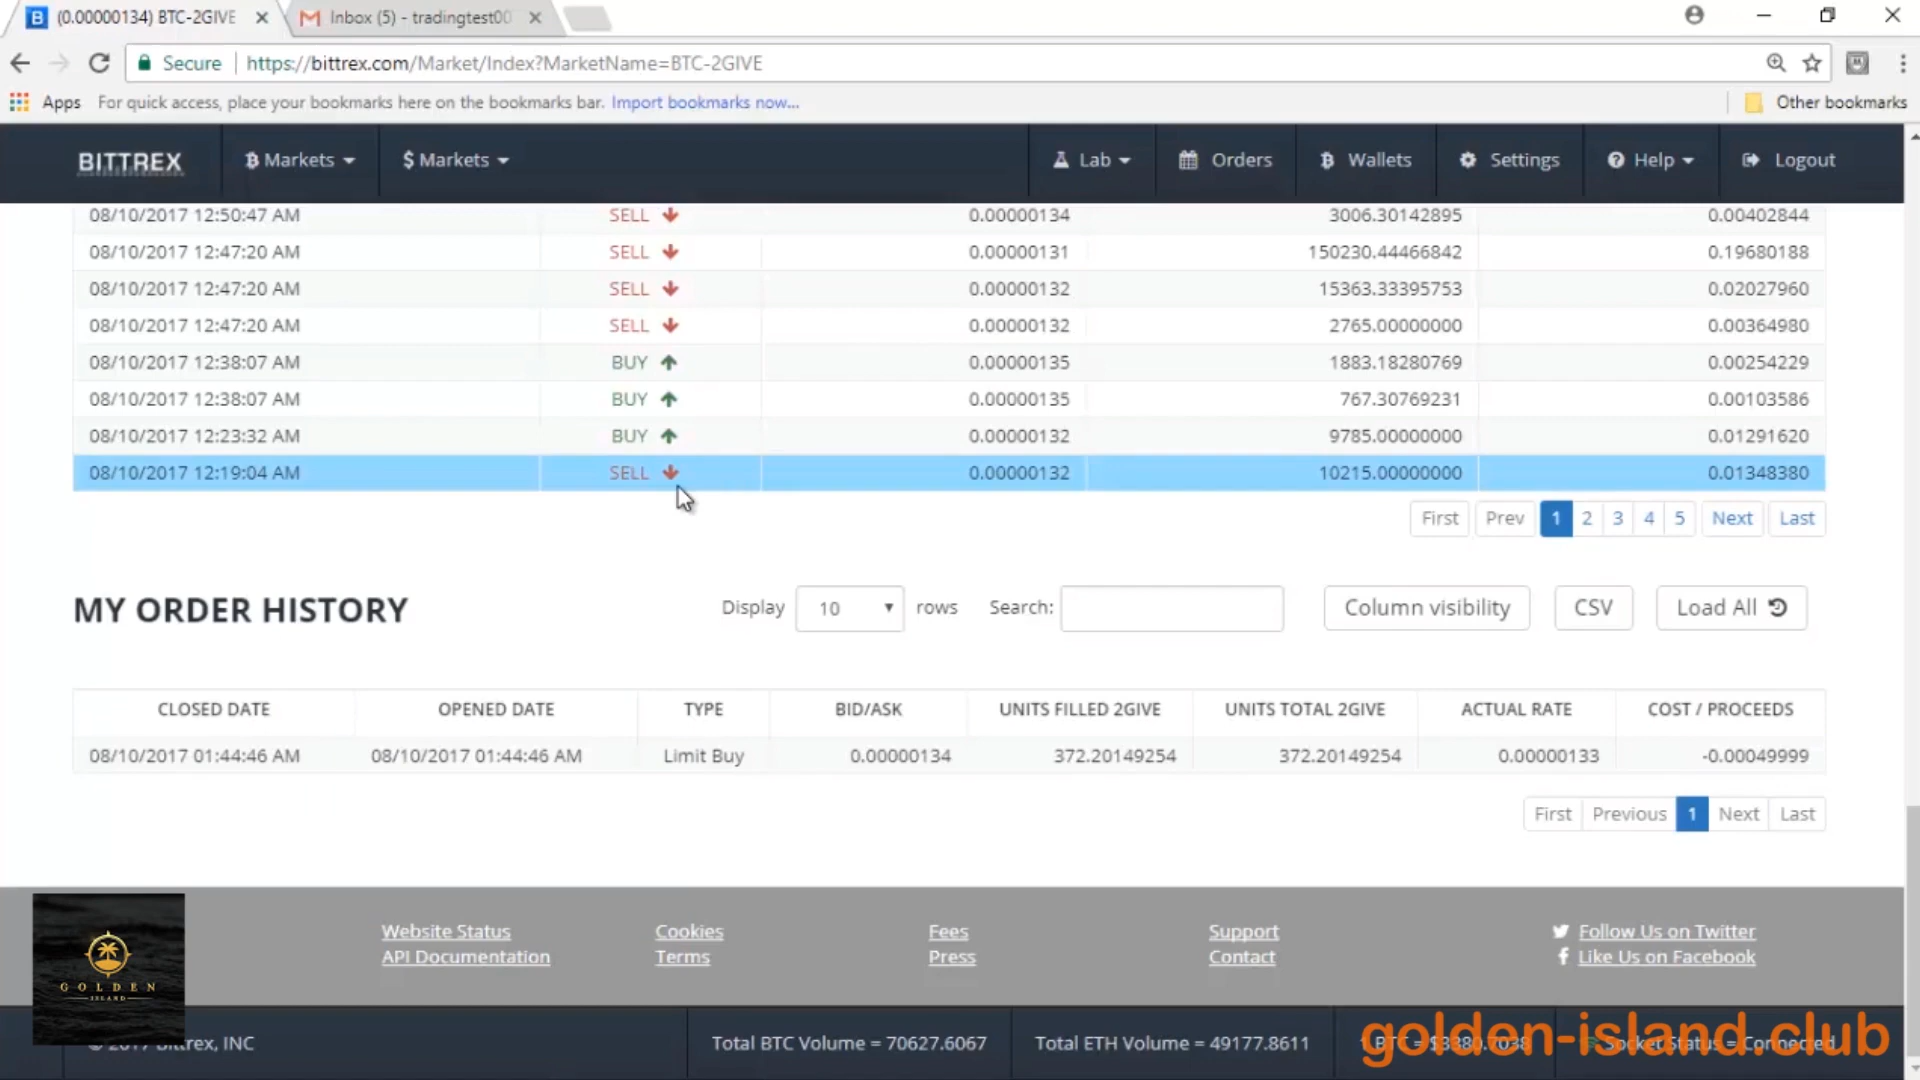 (0.00000134) BTC-2GIVE
Inbox (5) - tradingtest00
Secure https://bittrex.com/Market/Index?MarketName=BTC-2GIVE
Apps For quick access, place your bookmarks here on the bookmarks bar. Import bookmarks now... Other bookmarks
BITTREX Markets $ Markets Lab Orders Wallets Settings Help Logout
08/10/2017 12:50:47 AM SELL 0.00000134 3006.30142895 0.00402844
08/10/2017 12:47:20 AM SELL 0.00000131 150230.44466842 0.19680188
08/10/2017 12:47:20 AM SELL 0.00000132 15363.33395753 0.02027960
08/10/2017 12:47:20 AM SELL 0.00000132 2765.00000000 0.00364980
08/10/2017 12:38:07 AM BUY 0.00000135 1883.18280769 0.00254229
08/10/2017 12:38:07 AM BUY 0.00000135 767.30769231 0.00103586
08/10/2017 12:23:32 AM BUY 0.00000132 9785.00000000 0.01291620
08/10/2017 12:19:04 AM SELL 0.00000132 10215.00000000 0.01348380
First Prev 1 2 3 4 5 Next Last
MY ORDER HISTORY Display 10 rows Search: Column visibility CSV Load All
CLOSED DATE OPENED DATE TYPE BID/ASK UNITS FILLED 2GIVE UNITS TOTAL 2GIVE ACTUAL RATE COST / PROCEEDS
08/10/2017 01:44:46 AM 08/10/2017 01:44:46 AM Limit Buy 0.00000134 372.20149254 372.20149254 0.00000133 -0.00049999
First Previous 1 Next Last
Website Status Cookies Fees Support Follow Us on Twitter
API Documentation Terms Press Contact Like Us on Facebook
GOLDEN
ISLAND
© 2017 Bittrex, INC Total BTC Volume = 70627.6067 Total ETH Volume = 49177.8611 1 BTC = $3380.7038 Socket Status = Connected
golden-island.club